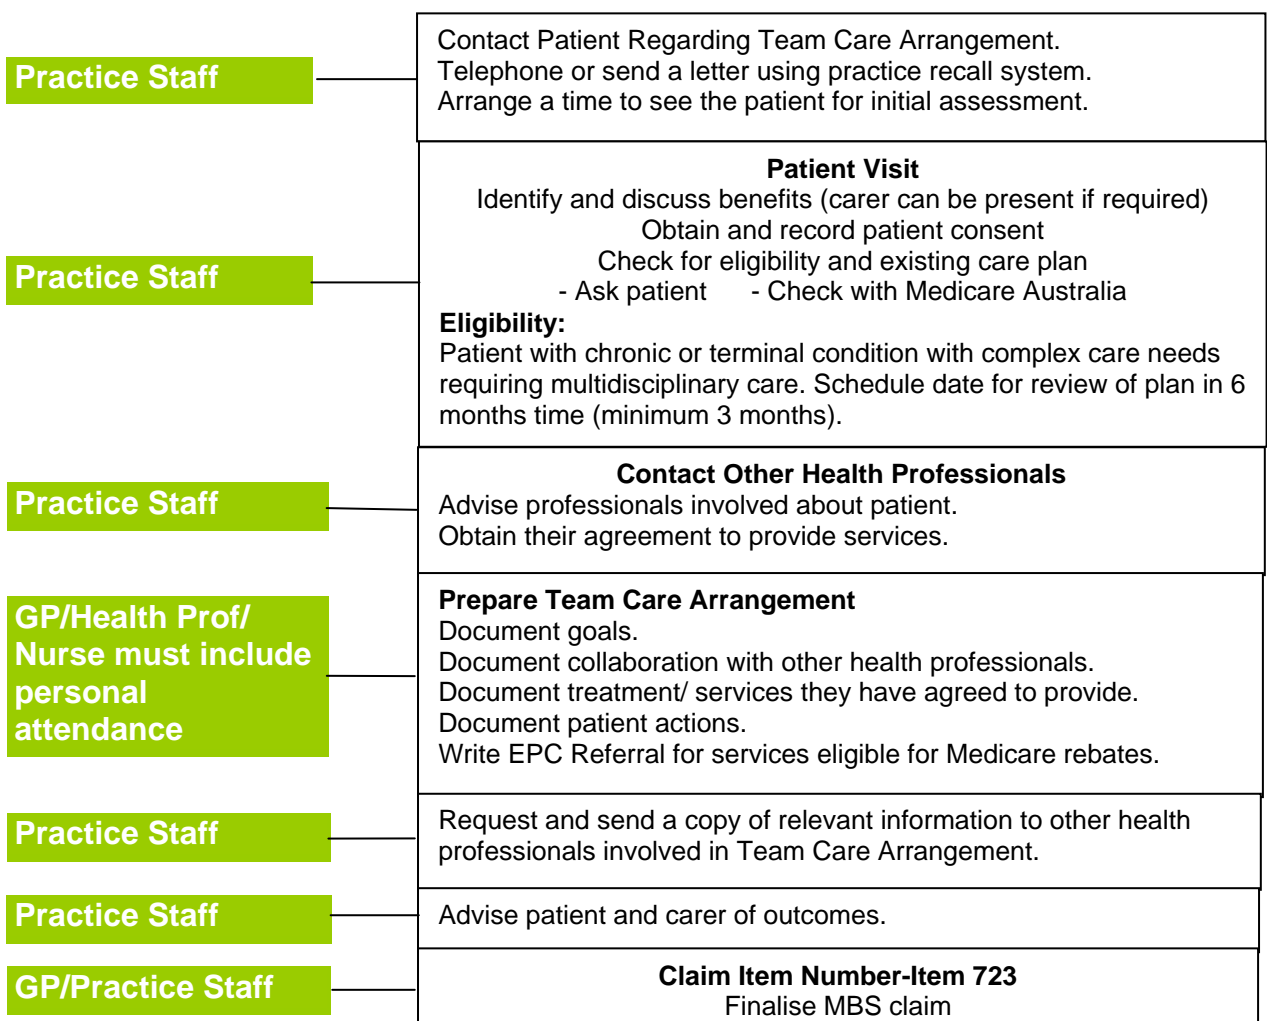 Practice Staff
Contact Patient Regarding Team Care Arrangement.
Telephone or send a letter using practice recall system.
Arrange a time to see the patient for initial assessment.
Practice Staff
Patient Visit
Identify and discuss benefits (carer can be present if required)
Obtain and record patient consent
Check for eligibility and existing care plan
- Ask patient - Check with Medicare Australia
Eligibility:
Patient with chronic or terminal condition with complex care needs
requiring multidisciplinary care. Schedule date for review of plan in 6
months time (minimum 3 months).
Practice Staff
Contact Other Health Professionals
Advise professionals involved about patient.
Obtain their agreement to provide services.
GP/Health Prof/
Nurse must include
personal
attendance
Prepare Team Care Arrangement
Document goals.
Document collaboration with other health professionals.
Document treatment/ services they have agreed to provide.
Document patient actions.
Write EPC Referral for services eligible for Medicare rebates.
Practice Staff
Request and send a copy of relevant information to other health
professionals involved in Team Care Arrangement.
Practice Staff
Advise patient and carer of outcomes.
GP/Practice Staff
Claim Item Number-Item 723
Finalise MBS claim